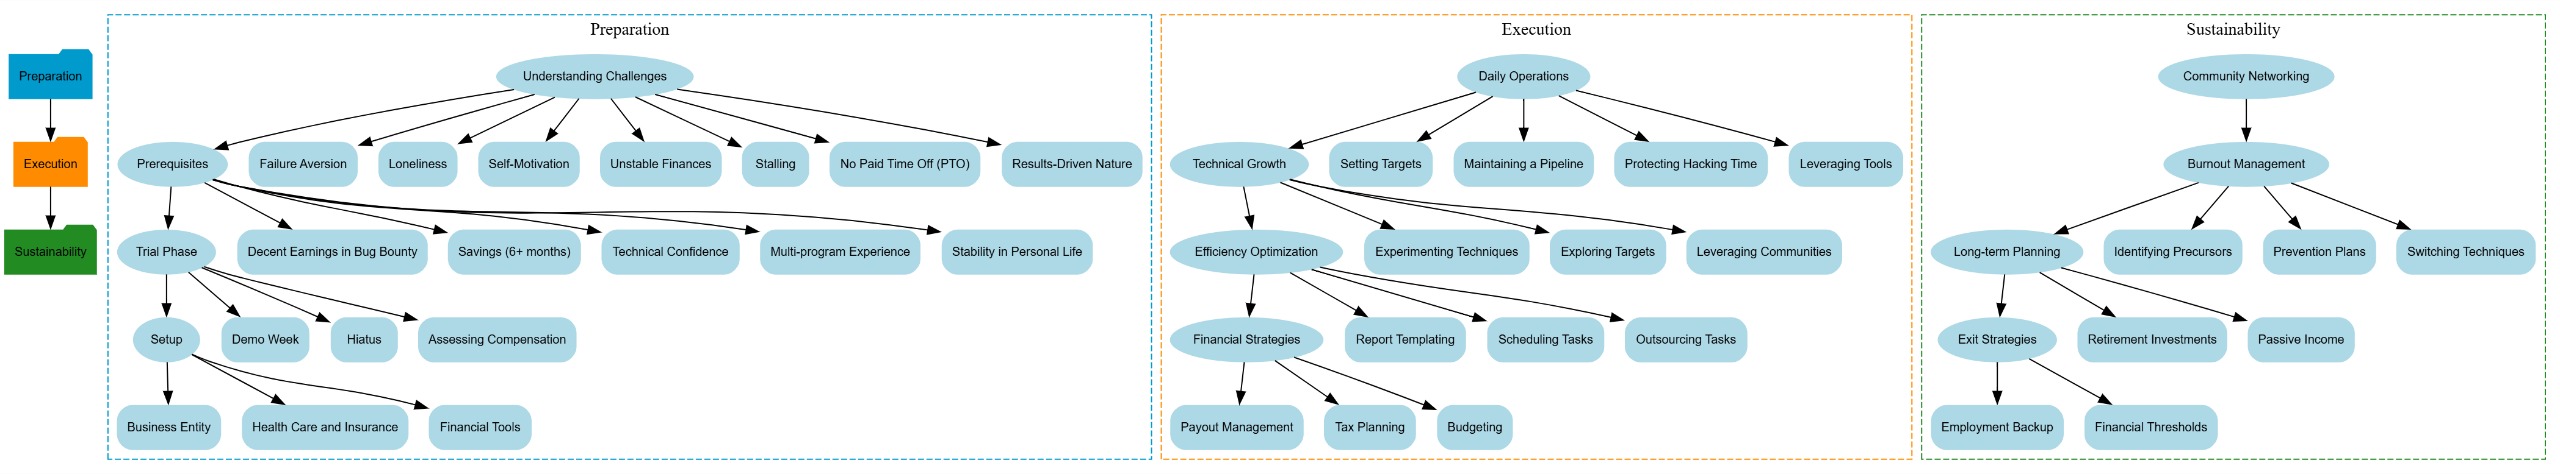 Preparation
Execution
Sustainability
Preparation
Understanding Challenges
Prerequisites
Failure Aversion
Loneliness
Self-Motivation
Unstable Finances
Stalling
No Paid Time Off (PTO)
Results-Driven Nature
Trial Phase
Decent Earnings in Bug Bounty
Savings (6+ months)
Technical Confidence
Multi-program Experience
Stability in Personal Life
Setup
Demo Week
Hiatus
Assessing Compensation
Business Entity
Health Care and Insurance
Financial Tools
Execution
Daily Operations
Technical Growth
Setting Targets
Maintaining a Pipeline
Protecting Hacking Time
Leveraging Tools
Efficiency Optimization
Experimenting Techniques
Exploring Targets
Leveraging Communities
Financial Strategies
Report Templating
Scheduling Tasks
Outsourcing Tasks
Payout Management
Tax Planning
Budgeting
Sustainability
Community Networking
Burnout Management
Long-term Planning
Identifying Precursors
Prevention Plans
Switching Techniques
Exit Strategies
Retirement Investments
Passive Income
Employment Backup
Financial Thresholds